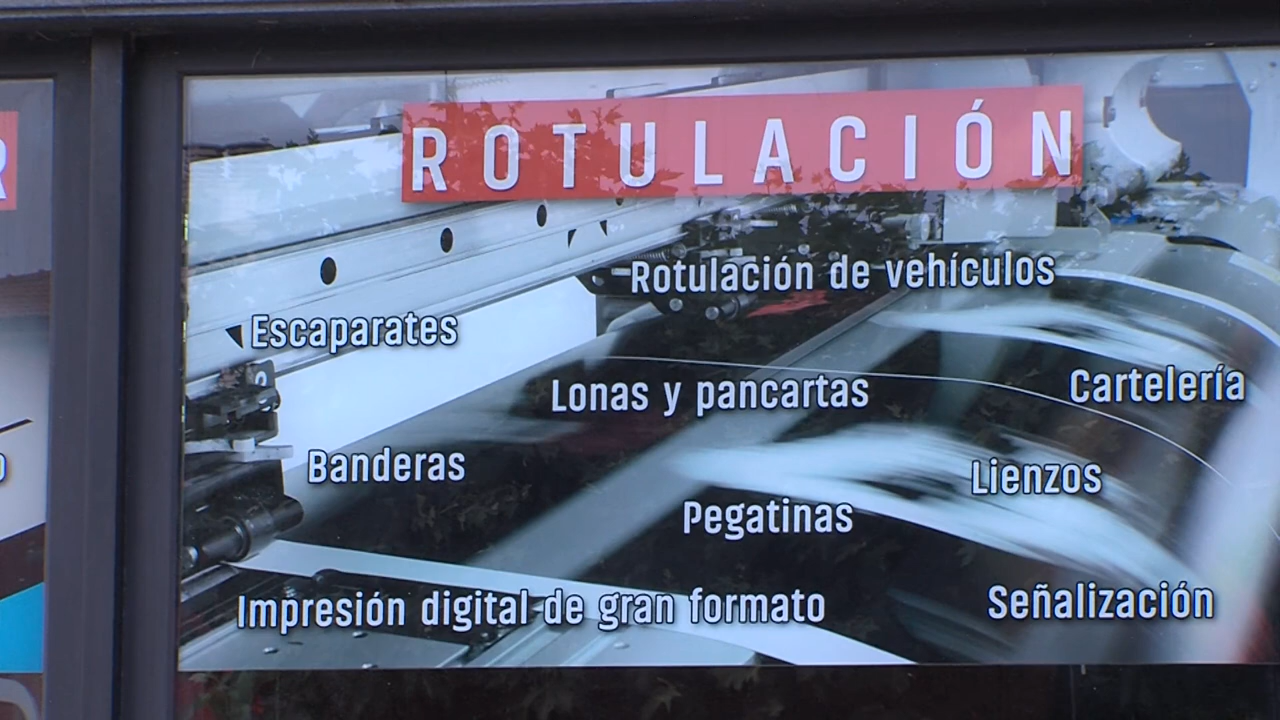 ROTULACIÓN
Rotulación de vehículos
Escaparates
Lonas y pancartas
Cartelería
Banderas
Lienzos
Pegatinas
Impresión digital de gran formato
Señalización